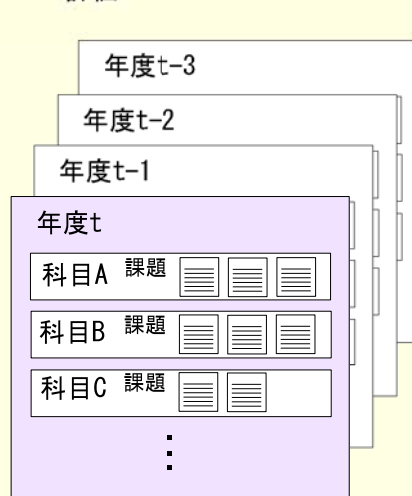 年度t-3
年度t-2
年度t-1
年度t
科目A 課題
科目B 課題
科目C 課題